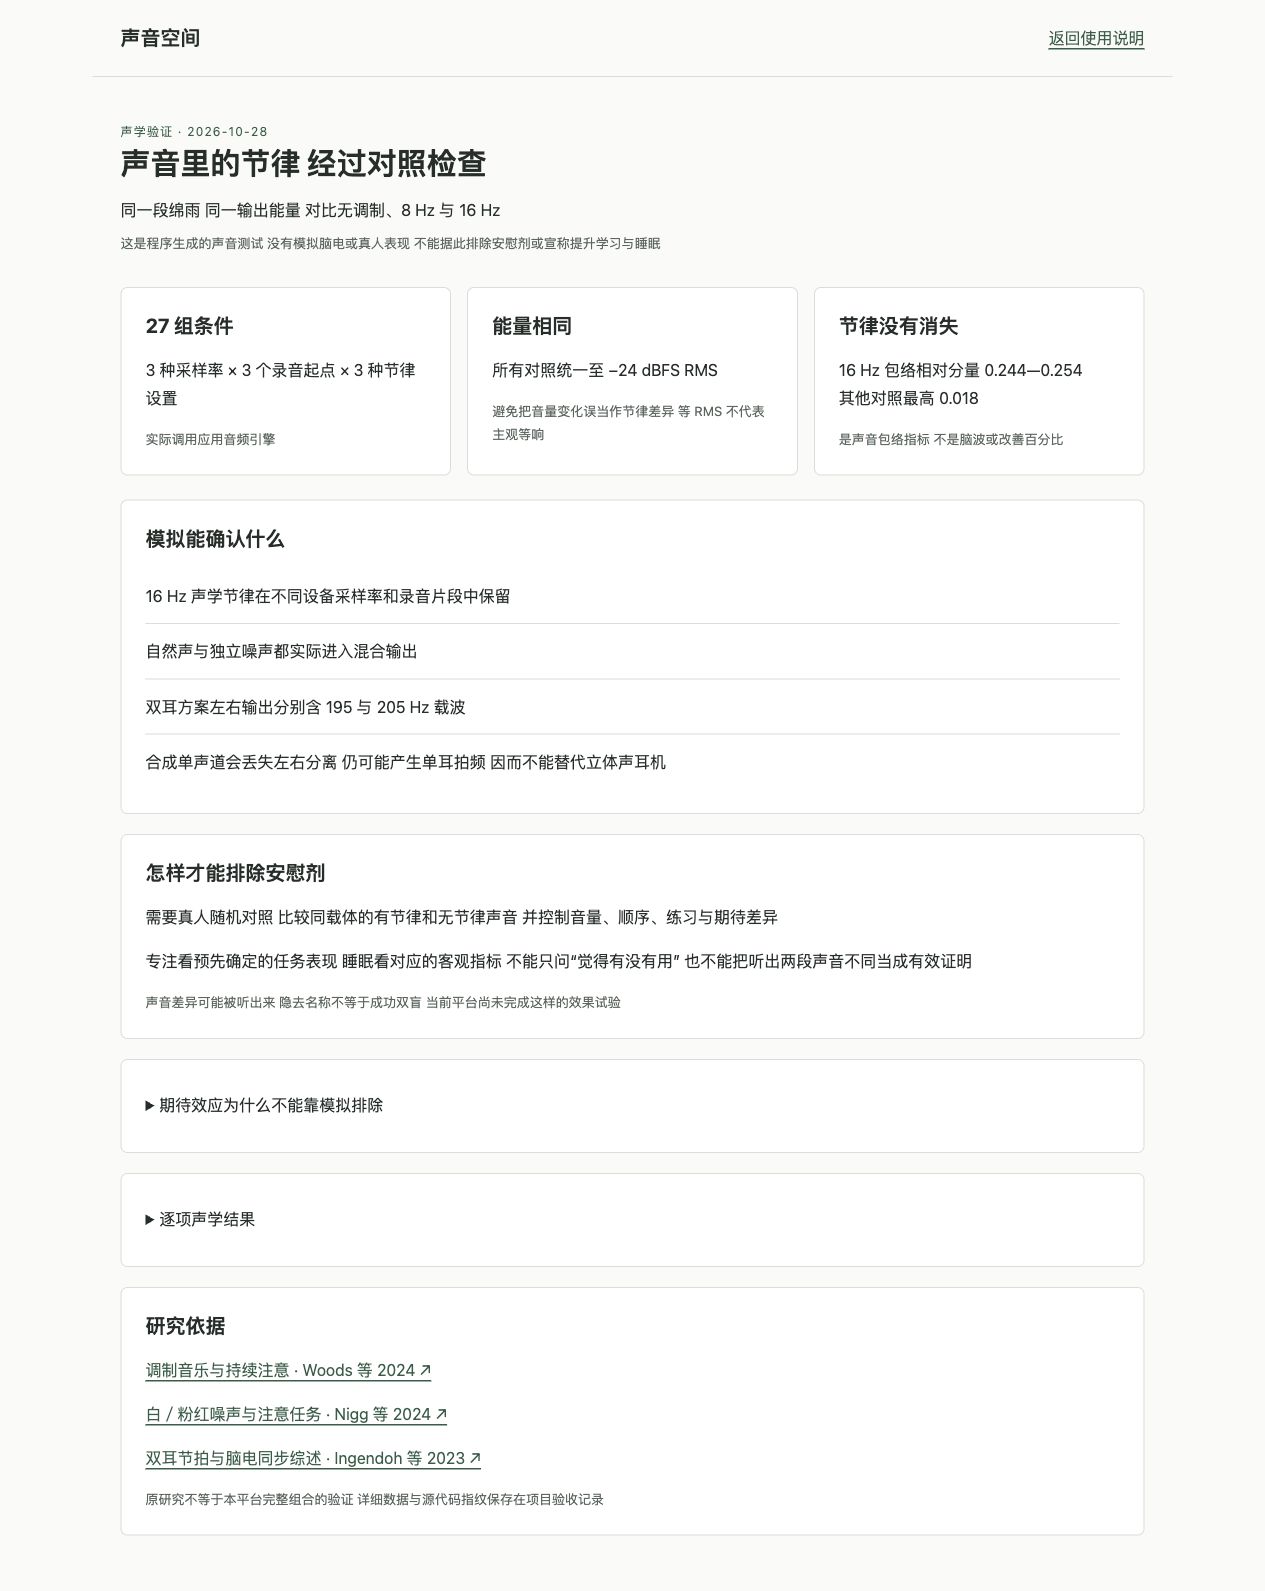 声音空间
返回使用说明
声学验证 · 2026-10-28
声音里的节律 经过对照检查
同一段绵雨 同一输出能量 对比无调制、8 Hz 与 16 Hz
这是程序生成的声音测试 没有模拟脑电或真人表现 不能据此排除安慰剂或宣称提升学习与睡眠
27 组条件
3 种采样率 × 3 个录音起点 × 3 种节律
设置
实际调用应用音频引擎
能量相同
所有对照统一至 −24 dBFS RMS
避免把音量变化误当作节律差异 等 RMS 不代表
主观等响
节律没有消失
16 Hz 包络相对分量 0.244—0.254
其他对照最高 0.018
是声音包络指标 不是脑波或改善百分比
模拟能确认什么
16 Hz 声学节律在不同设备采样率和录音片段中保留
自然声与独立噪声都实际进入混合输出
双耳方案左右输出分别含 195 与 205 Hz 载波
合成单声道会丢失左右分离 仍可能产生单耳拍频 因而不能替代立体声耳机
怎样才能排除安慰剂
需要真人随机对照 比较同载体的有节律和无节律声音 并控制音量、顺序、练习与期待差异
专注看预先确定的任务表现 睡眠看对应的客观指标 不能只问“觉得有没有用” 也不能把听出两段声音不同当成有效证明
声音差异可能被听出来 隐去名称不等于成功双盲 当前平台尚未完成这样的效果试验
▶ 期待效应为什么不能靠模拟排除
▶ 逐项声学结果
研究依据
调制音乐与持续注意 · Woods 等 2024 ↗
白 / 粉红噪声与注意任务 · Nigg 等 2024 ↗
双耳节拍与脑电同步综述 · Ingendoh 等 2023 ↗
原研究不等于本平台完整组合的验证 详细数据与源代码指纹保存在项目验收记录